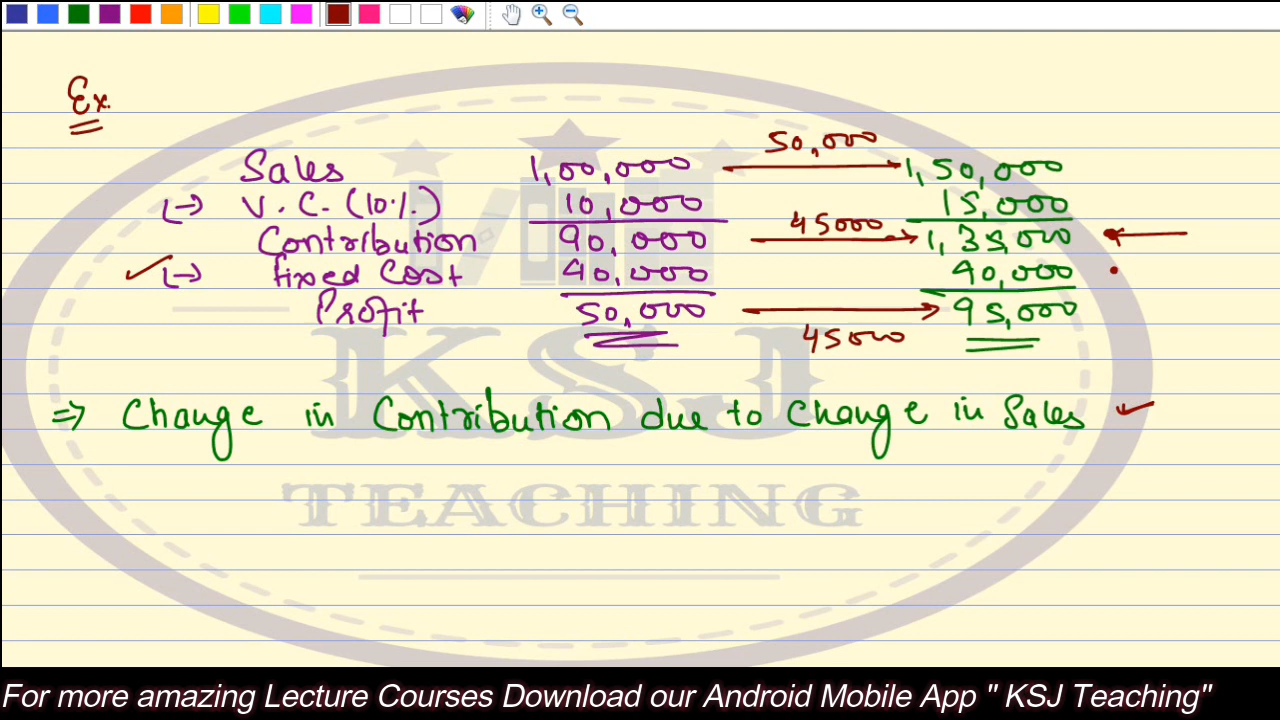 Ex.
50,000
Sales 1,00,000 1,50,000
(-) V.C. (10%) 10,000 15,000
45000
Contribution 90,000 1,35,000
(-) Fixed Cost 40,000 40,000
Profit 50,000 95,000
45000
⇒ Change in Contribution due to Change in Sales
KSJ
TEACHING
For more amazing Lecture Courses Download our Android Mobile App " KSJ Teaching"